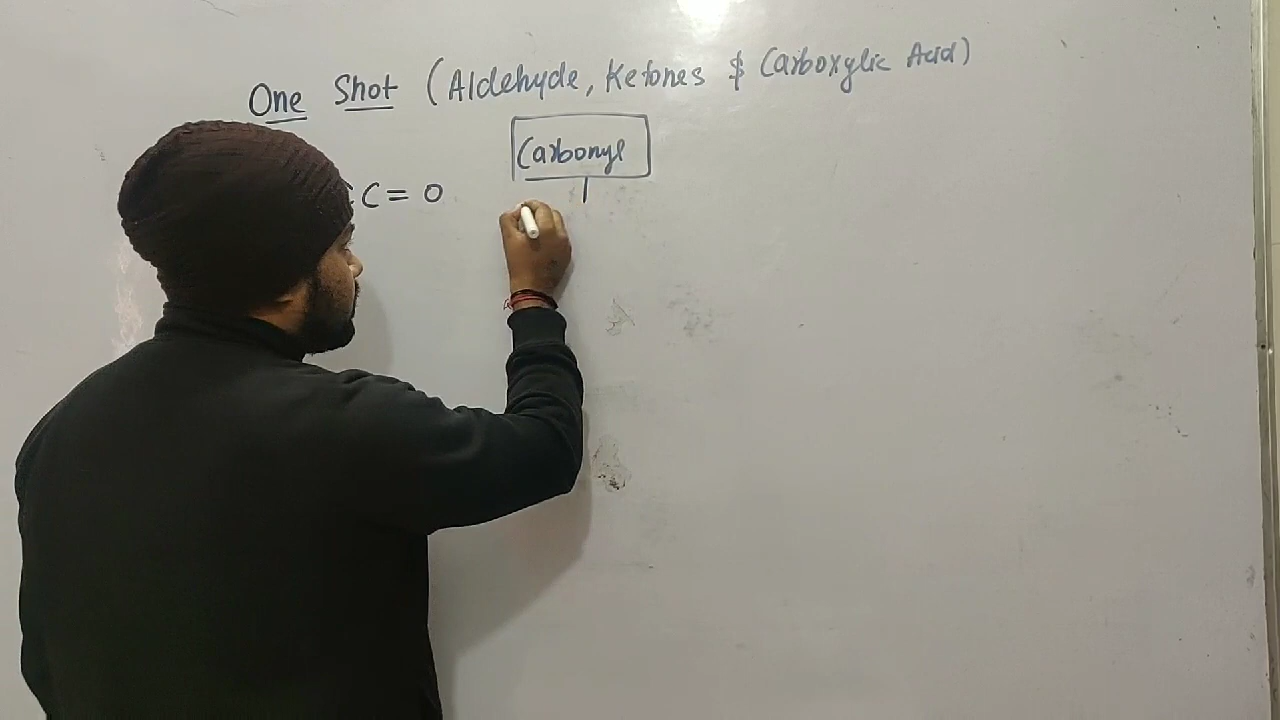 One Shot (Aldehyde, Ketones & Carboxylic Acid)
Carbonyl
C = O